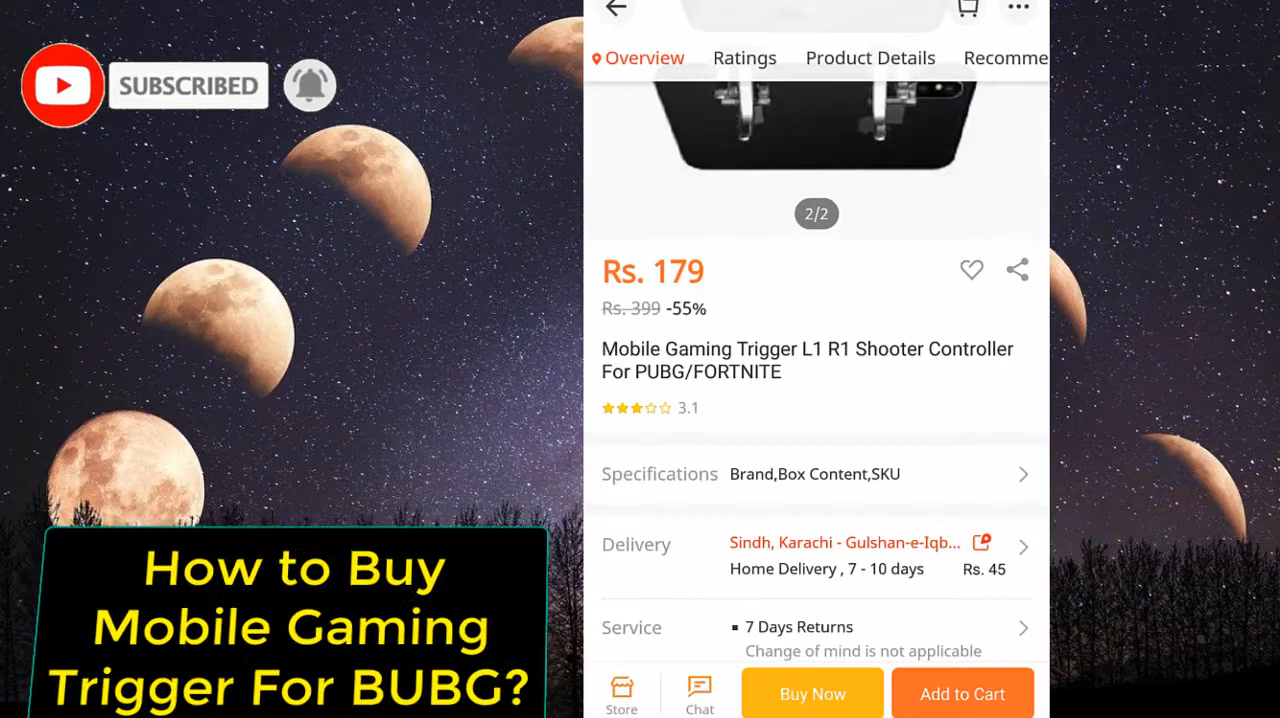 SUBSCRIBED
Overview Ratings Product Details Recomme
2/2
Rs. 179
Rs. 399 -55%
Mobile Gaming Trigger L1 R1 Shooter Controller
For PUBG/FORTNITE
3.1
Specifications Brand,Box Content,SKU
Delivery Sindh, Karachi - Gulshan-e-Iqb...
Home Delivery , 7 - 10 days Rs. 45
Service 7 Days Returns
Change of mind is not applicable
Store Chat Buy Now Add to Cart
How to Buy
Mobile Gaming
Trigger For BUBG?